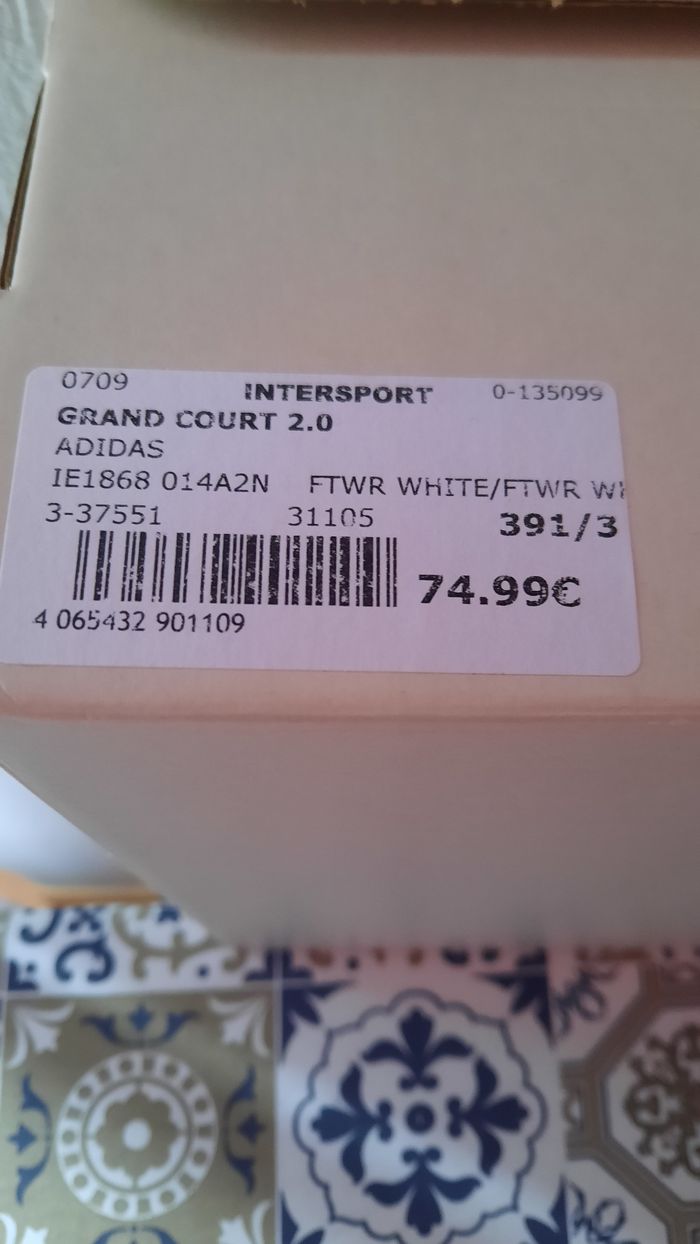 0709 INTERSPORT 0-135099
GRAND COURT 2.0
ADIDAS
IE1868 014A2N FTWR WHITE/FTWR
3-37551 31105 391/3
74.99€
4 065432 901109